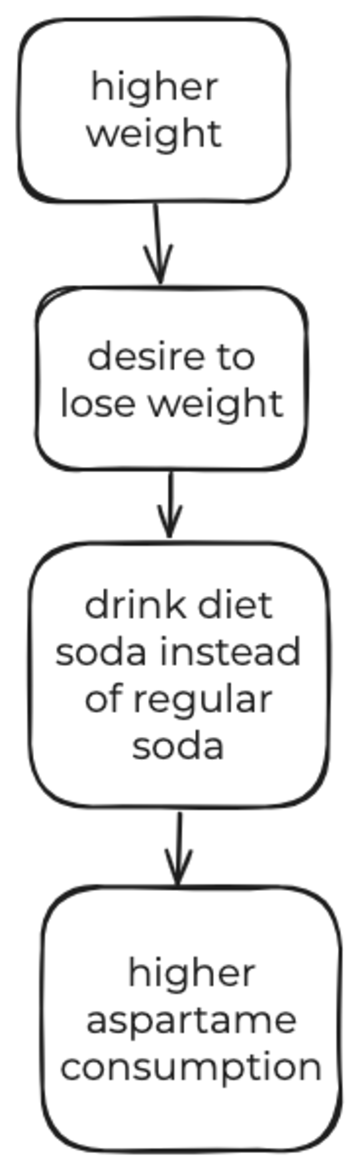 higher
weight
desire to
lose weight
drink diet
soda instead
of regular
soda
higher
aspartame
consumption